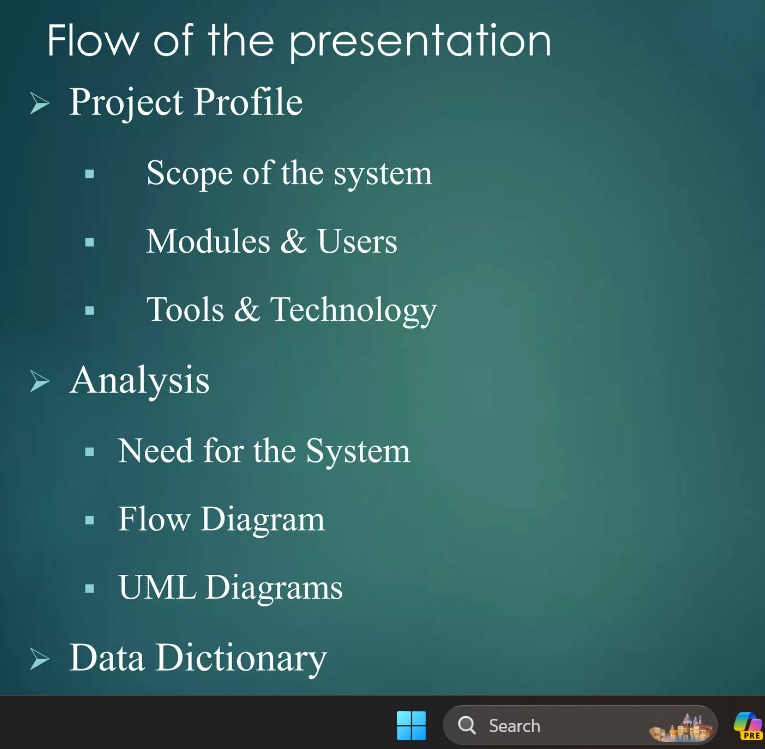 Flow of the presentation
Project Profile
Scope of the system
Modules & Users
Tools & Technology
Analysis
Need for the System
Flow Diagram
UML Diagrams
Data Dictionary
Search
PRE